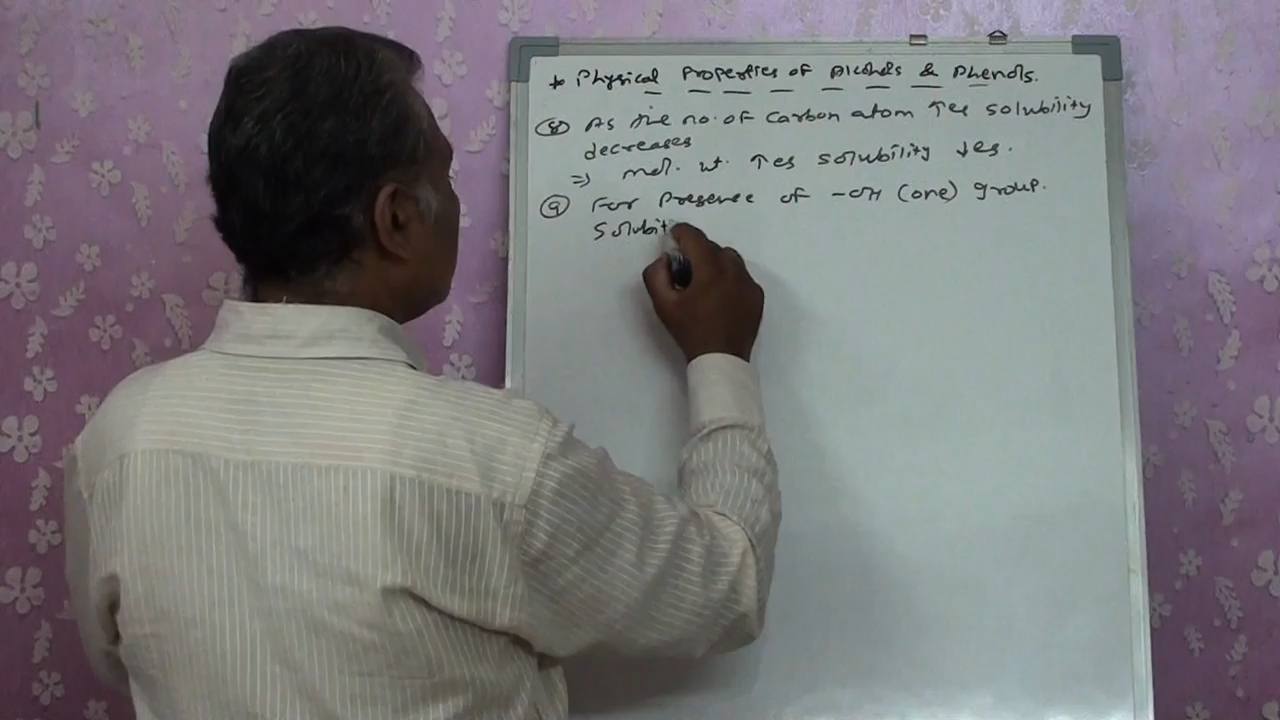 * Physical Properties of Alcohols & Phenols.
⑧ As the no. of Carbon atom ↑es solubility
decreases
⇒ mol. wt. ↑es solubility ↓es.
⑨ For Presence of -OH (one) group.
Solubit